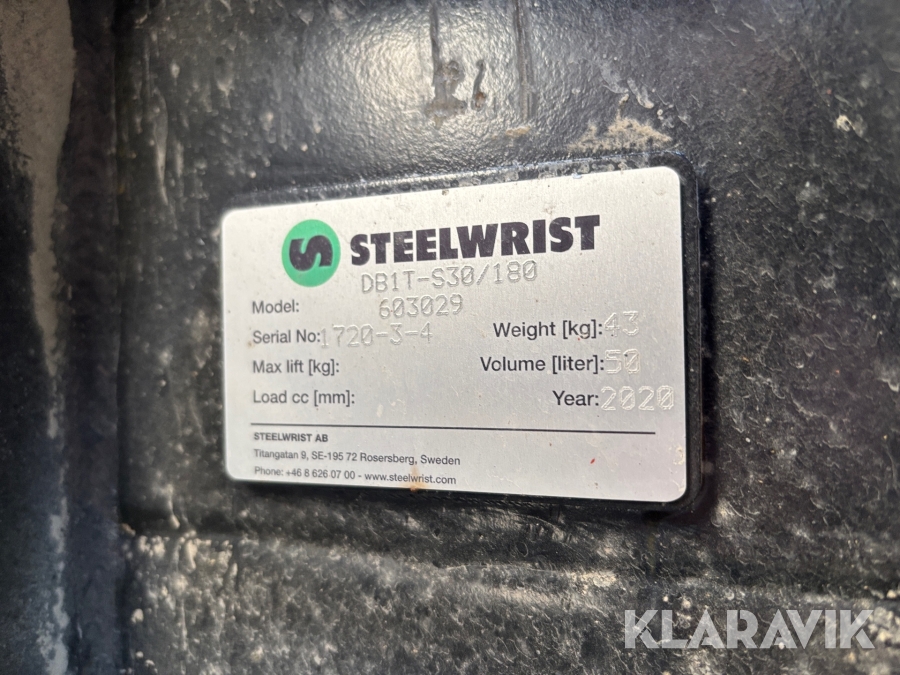 STEELWRIST
DB1T-S30/180
Model: 603029
Serial No: 1720-3-4 Weight [kg]: 43
Max lift [kg]: Volume [liter]: 50
Load cc [mm]: Year: 2020
STEELWRIST AB
Titangatan 9, SE-195 72 Rosersberg, Sweden
Phone: +46 8 626 07 00 - www.steelwrist.com
KLARAVIK